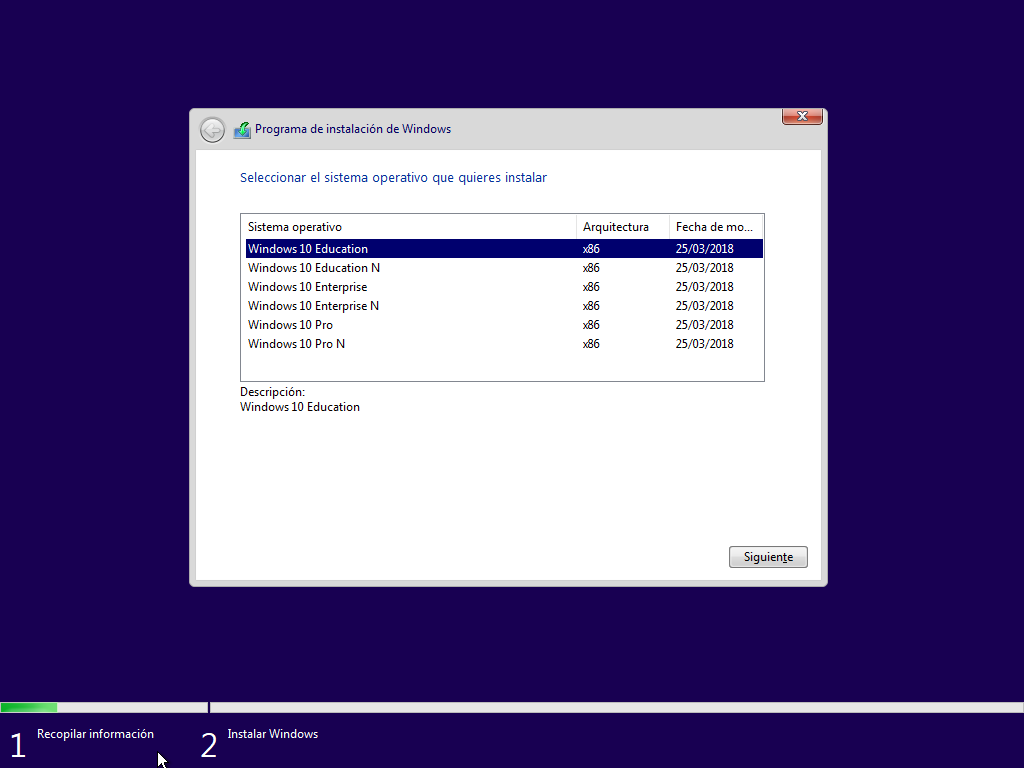 Programa de instalación de Windows
Seleccionar el sistema operativo que quieres instalar
Sistema operativo Arquitectura Fecha de mo...
Windows 10 Education x86 25/03/2018
Windows 10 Education N x86 25/03/2018
Windows 10 Enterprise x86 25/03/2018
Windows 10 Enterprise N x86 25/03/2018
Windows 10 Pro x86 25/03/2018
Windows 10 Pro N x86 25/03/2018
Descripción:
Windows 10 Education
Siguiente
1 Recopilar información 2 Instalar Windows